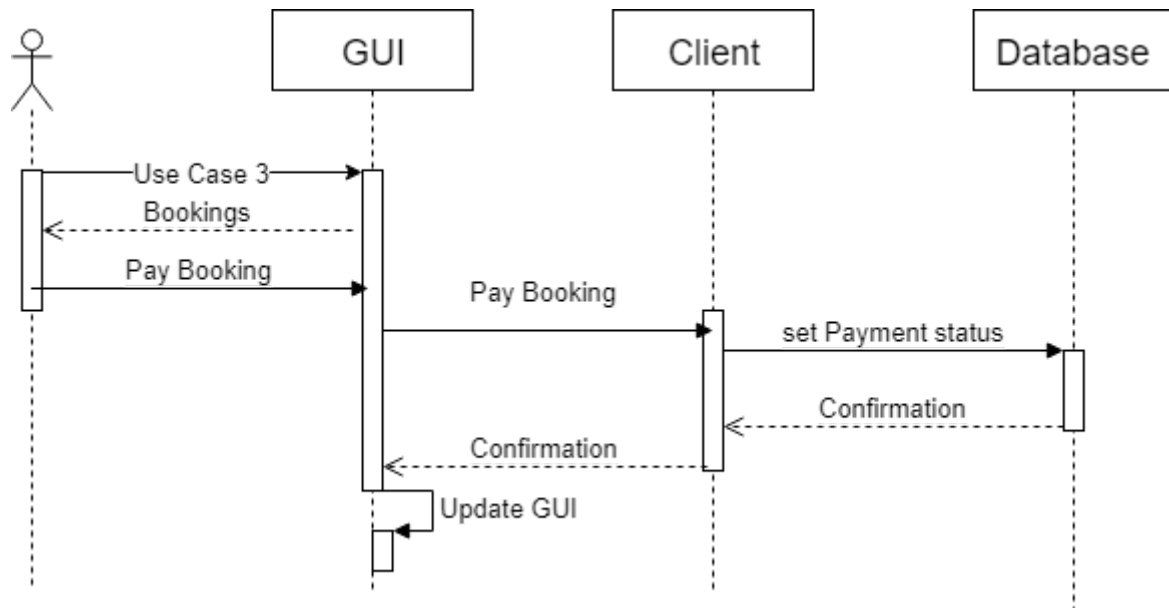 GUI
Client
Database
Use Case 3
Bookings
Pay Booking
Pay Booking
set Payment status
Confirmation
Confirmation
Update GUI